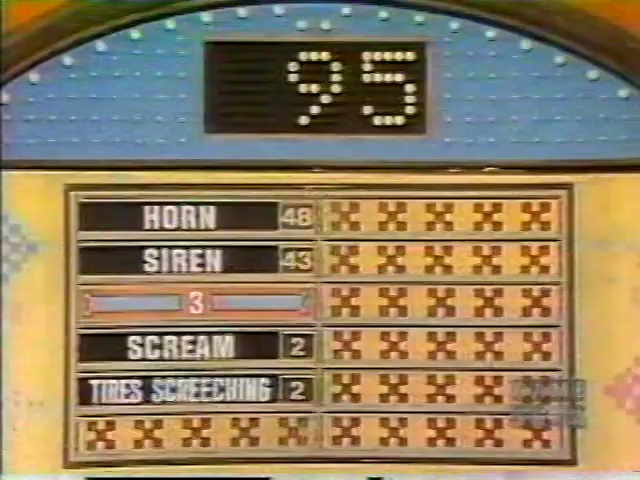 95
HORN 48
SIREN 43
3
SCREAM 2
TIRES SCREECHING 2